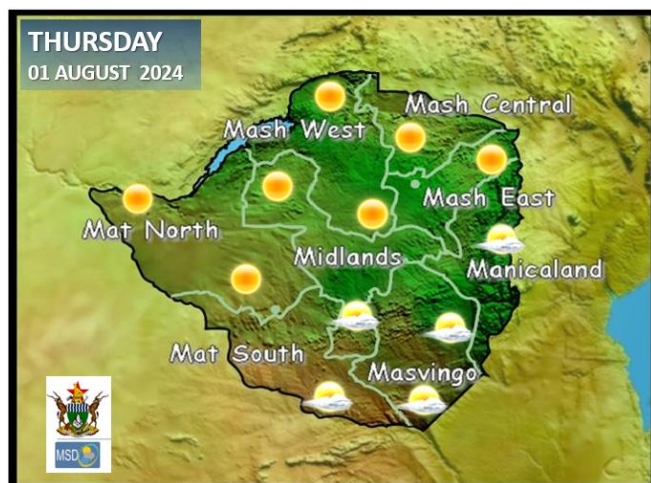 THURSDAY
01 AUGUST 2024
Mash Central
Mash West
Mash East
Mat North
Midlands
Manicaland
Mat South
Masvingo
MSD